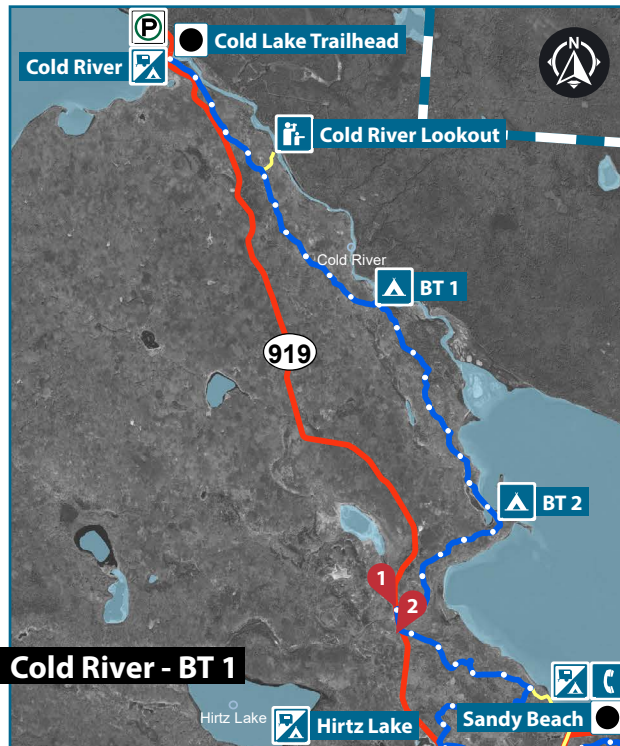 P
Cold Lake Trailhead
N
Cold River
Cold River Lookout
Cold River
BT 1
919
BT 2
1
2
Cold River - BT 1
Hirtz Lake
Hirtz Lake
Sandy Beach